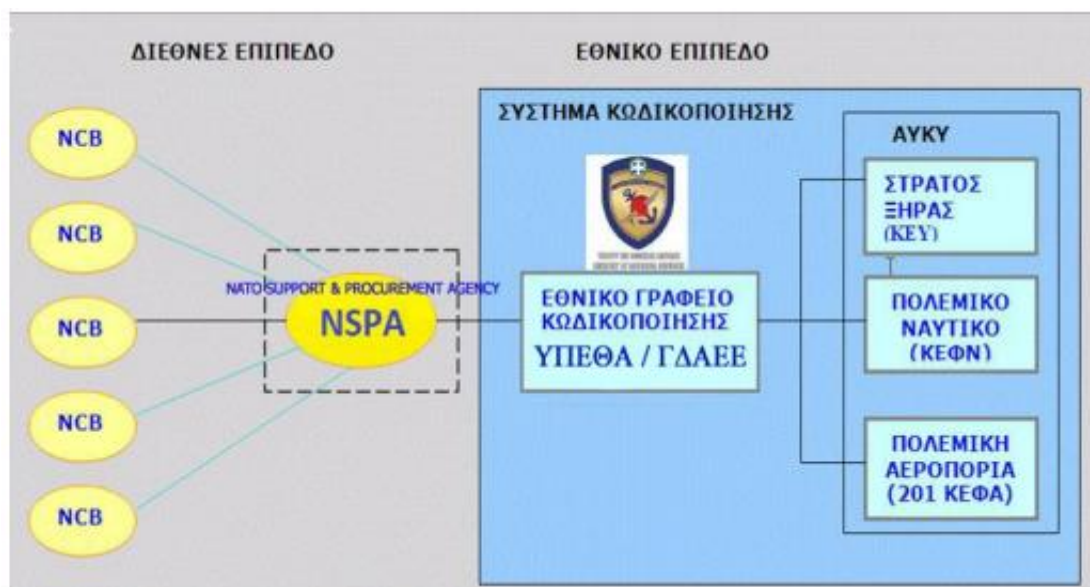 ΔΙΕΘΝΕΣ ΕΠΙΠΕΔΟ
ΕΘΝΙΚΟ ΕΠΙΠΕΔΟ
NCB
NCB
NCB
NCB
NCB
NATO SUPPORT & PROCUREMENT AGENCY
NSPA
ΣΥΣΤΗΜΑ ΚΩΔΙΚΟΠΟΙΗΣΗΣ
ΕΘΝΙΚΟ ΓΡΑΦΕΙΟ
ΚΩΔΙΚΟΠΟΙΗΣΗΣ
ΥΠΕΘΑ / ΓΔΑΕΕ
ΑΥΚΥ
ΣΤΡΑΤΟΣ
ΞΗΡΑΣ
(ΚΕΥ)
ΠΟΛΕΜΙΚΟ
ΝΑΥΤΙΚΟ
(ΚΕΦΝ)
ΠΟΛΕΜΙΚΗ
ΑΕΡΟΠΟΡΙΑ
(201 ΚΕΦΑ)